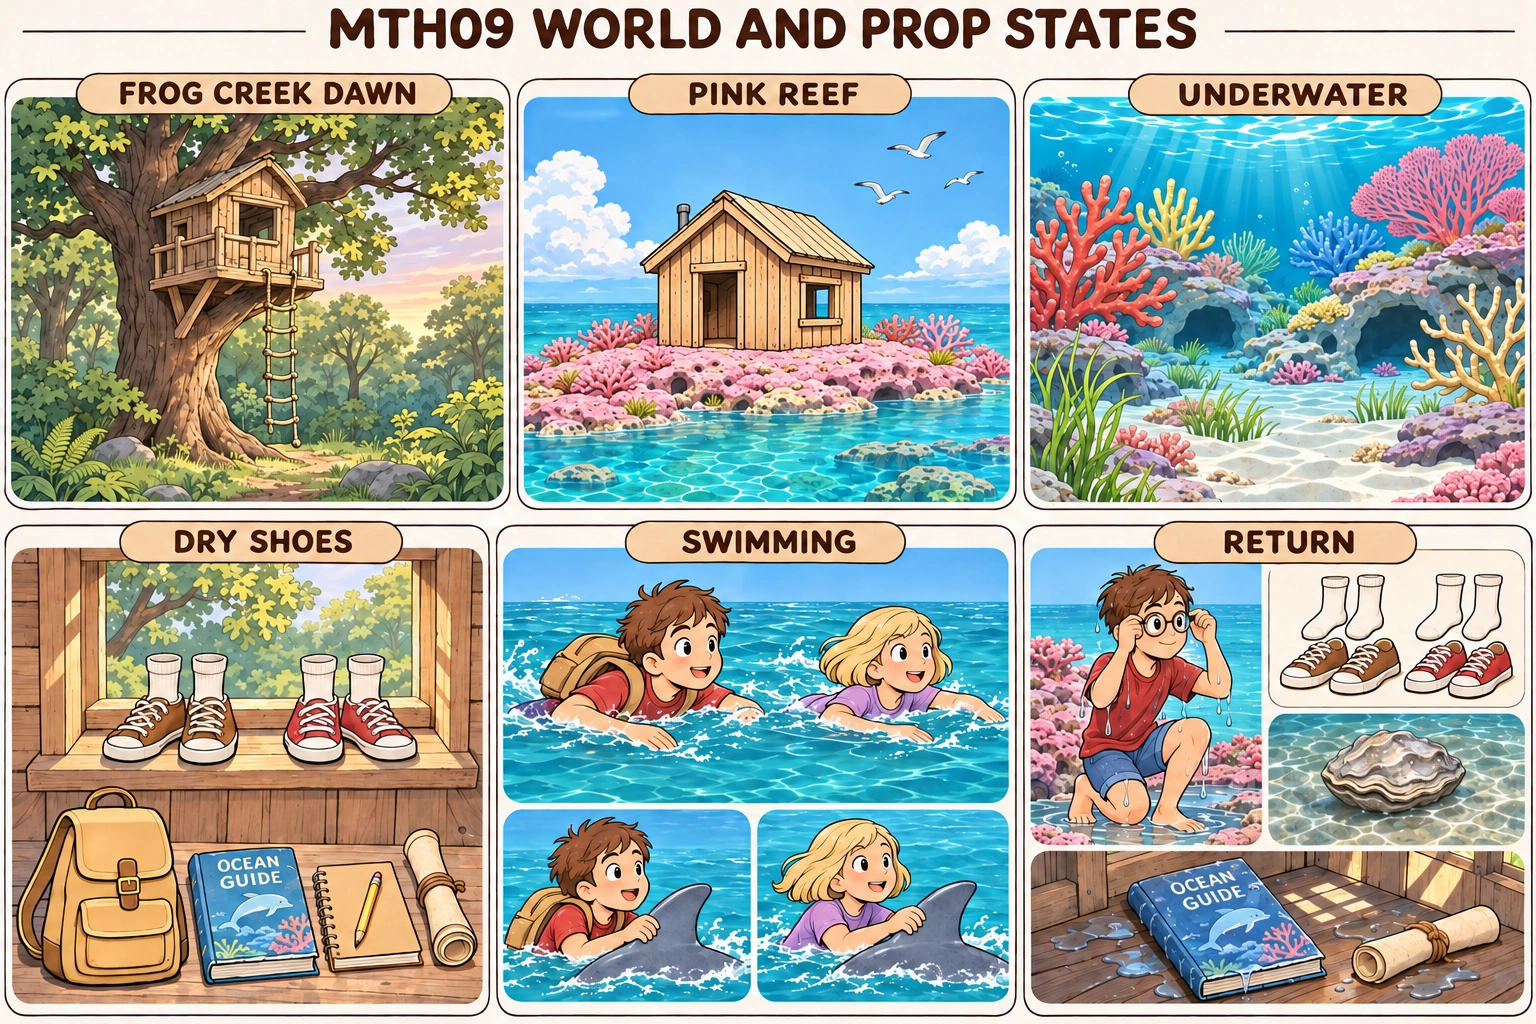 MTH09 WORLD AND PROP STATES
FROG CREEK DAWN
PINK REEF
UNDERWATER
DRY SHOES
OCEAN
GUIDE
SWIMMING
RETURN
OCEAN
GUIDE